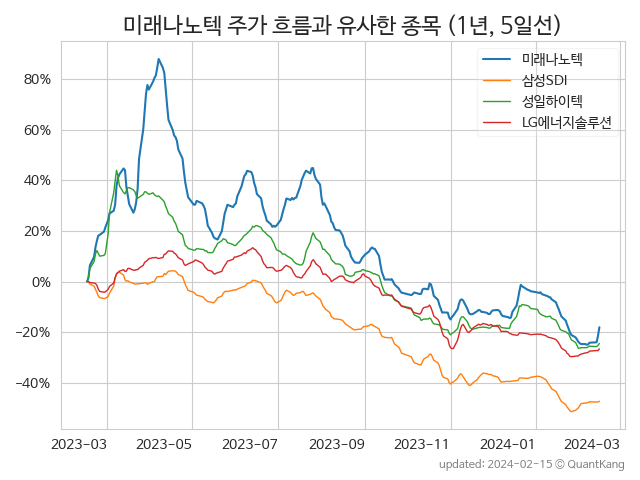 미래나노텍 주가 흐름과 유사한 종목 (1년, 5일선)
미래나노텍
삼성SDI
성일하이텍
LG에너지솔루션
80%
60%
40%
20%
0%
−20%
−40%
2023-03 2023-05 2023-07 2023-09 2023-11 2024-01 2024-03
updated: 2024-02-15 © QuantKang